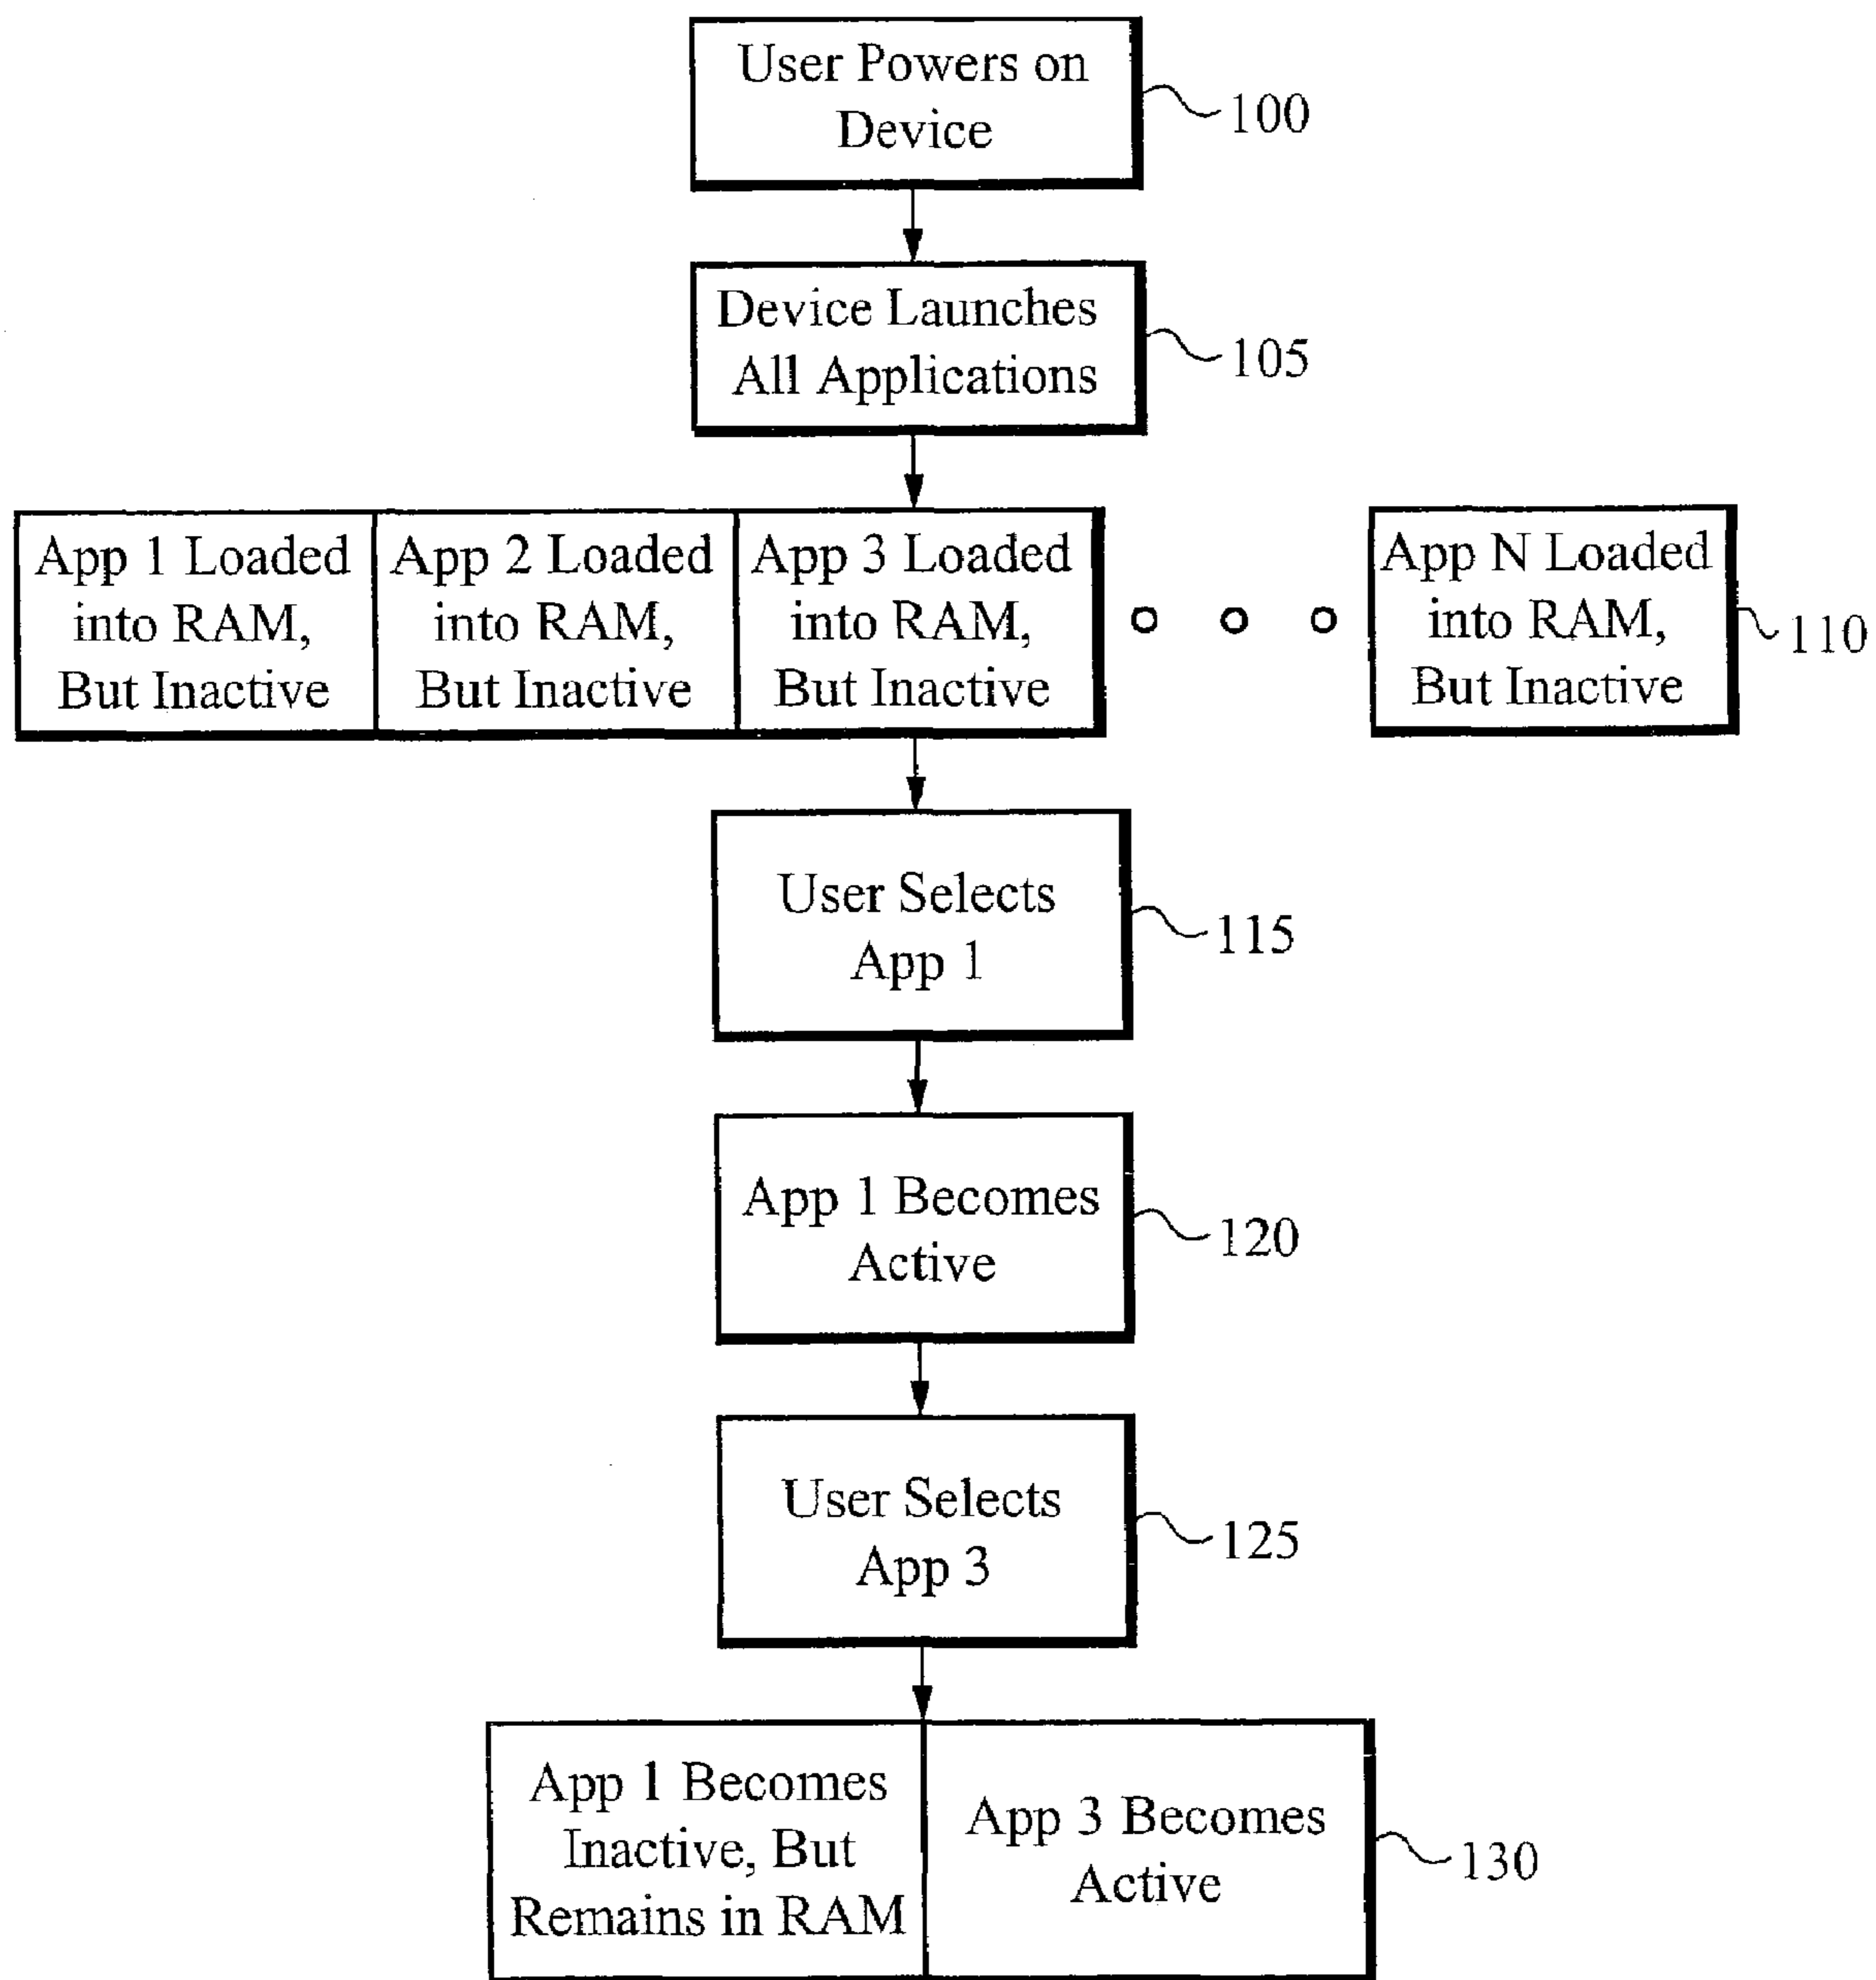 User Powers on
Device
100
Device Launches
All Applications
105
App 1 Loaded
into RAM,
But Inactive
App 2 Loaded
into RAM,
But Inactive
App 3 Loaded
into RAM,
But Inactive
App N Loaded
into RAM,
But Inactive
110
User Selects
App 1
115
App 1 Becomes
Active
120
User Selects
App 3
125
App 1 Becomes
Inactive, But
Remains in RAM
App 3 Becomes
Active
130